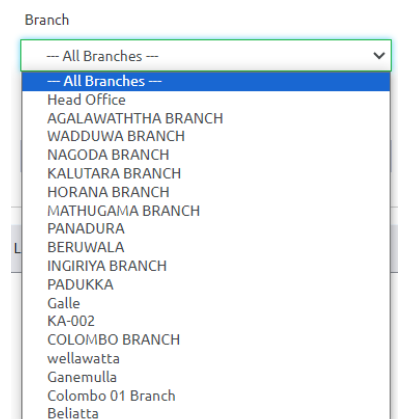 Branch
--- All Branches ---
--- All Branches ---
Head Office
AGALAWATHTHA BRANCH
WADDUWA BRANCH
NAGODA BRANCH
KALUTARA BRANCH
HORANA BRANCH
MATHUGAMA BRANCH
PANADURA
BERUWALA
L
INGIRIYA BRANCH
PADUKKA
Galle
KA-002
COLOMBO BRANCH
wellawatta
Ganemulla
Colombo 01 Branch
Beliatta